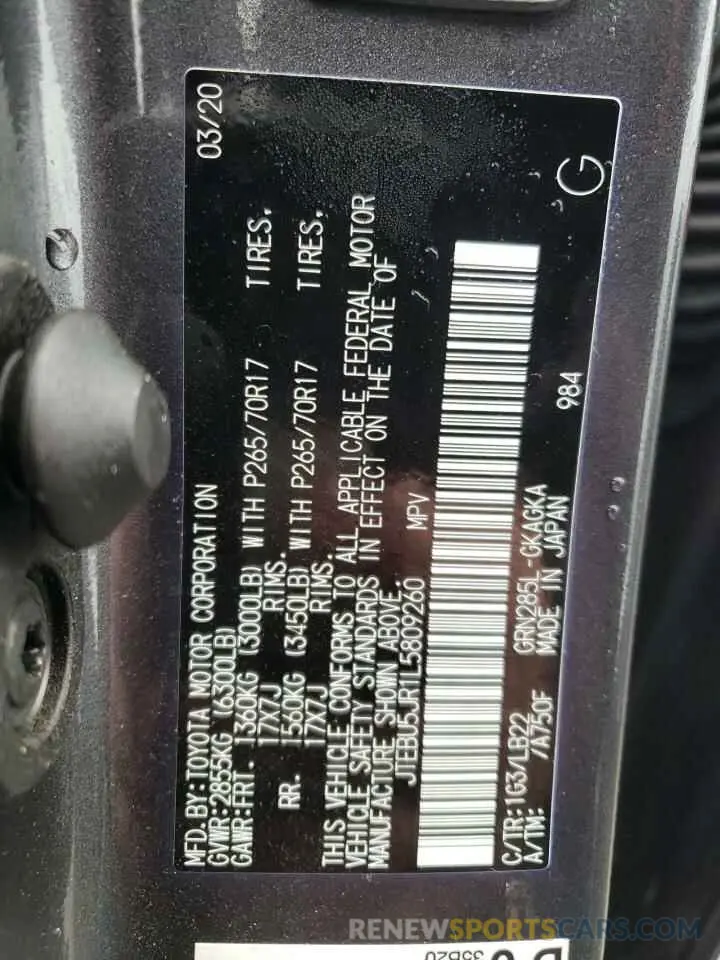 MFD. BY:TOYOTA MOTOR CORPORATION 03/20
GVWR:2855KG (6300LB)
GAWR:FRT. 1360KG (3000LB) WITH P265/70R17 TIRES.
17X7J RIMS.
RR. 1560KG (3450LB) WITH P265/70R17 TIRES.
17X7J RIMS.
THIS VEHICLE CONFORMS TO ALL APPLICABLE FEDERAL MOTOR
VEHICLE SAFETY STANDARDS IN EFFECT ON THE DATE OF
MANUFACTURE SHOWN ABOVE.
JTEBU5JR1L5809260 MPV
C/TR:1G3/LB22 GRN285L-GKAGKA
A/TM: /A750F MADE IN JAPAN 984
G
35B20
RENEWSPORTSCARS.COM